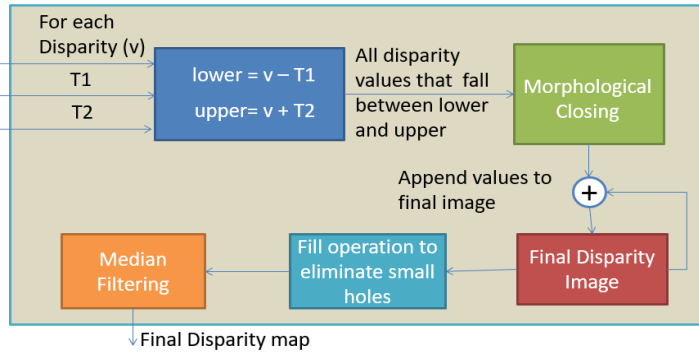 For each
Disparity (v)
T1
T2
lower = v – T1
upper= v + T2
All disparity
values that fall
between lower
and upper
Morphological
Closing
Append values to
final image
+
Final Disparity
Image
Fill operation to
eliminate small
holes
Median
Filtering
Final Disparity map